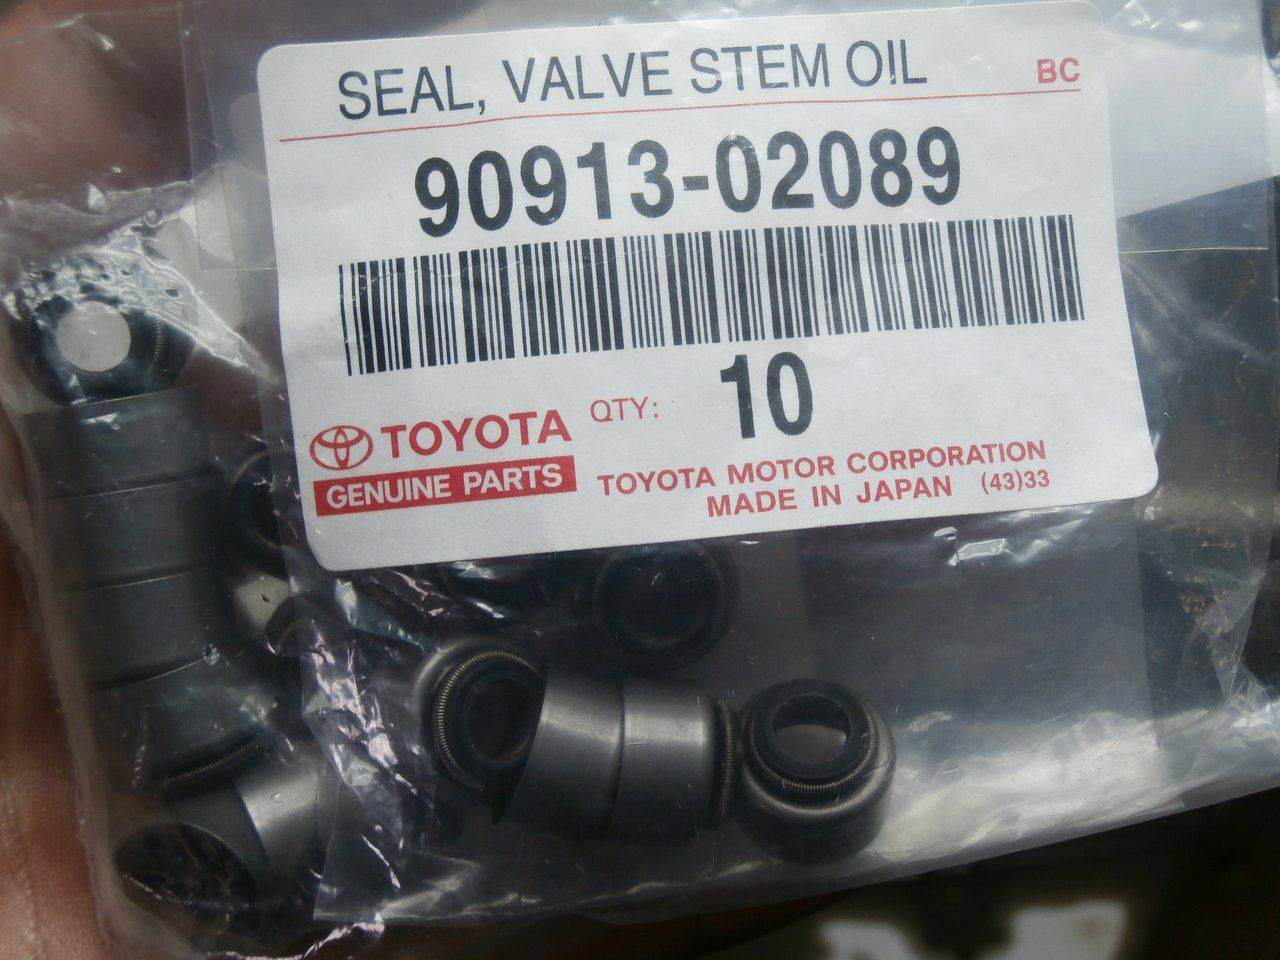 SEAL, VALVE STEM OIL BC
90913-02089
QTY: 10
TOYOTA
GENUINE PARTS
TOYOTA MOTOR CORPORATION
MADE IN JAPAN (43)33